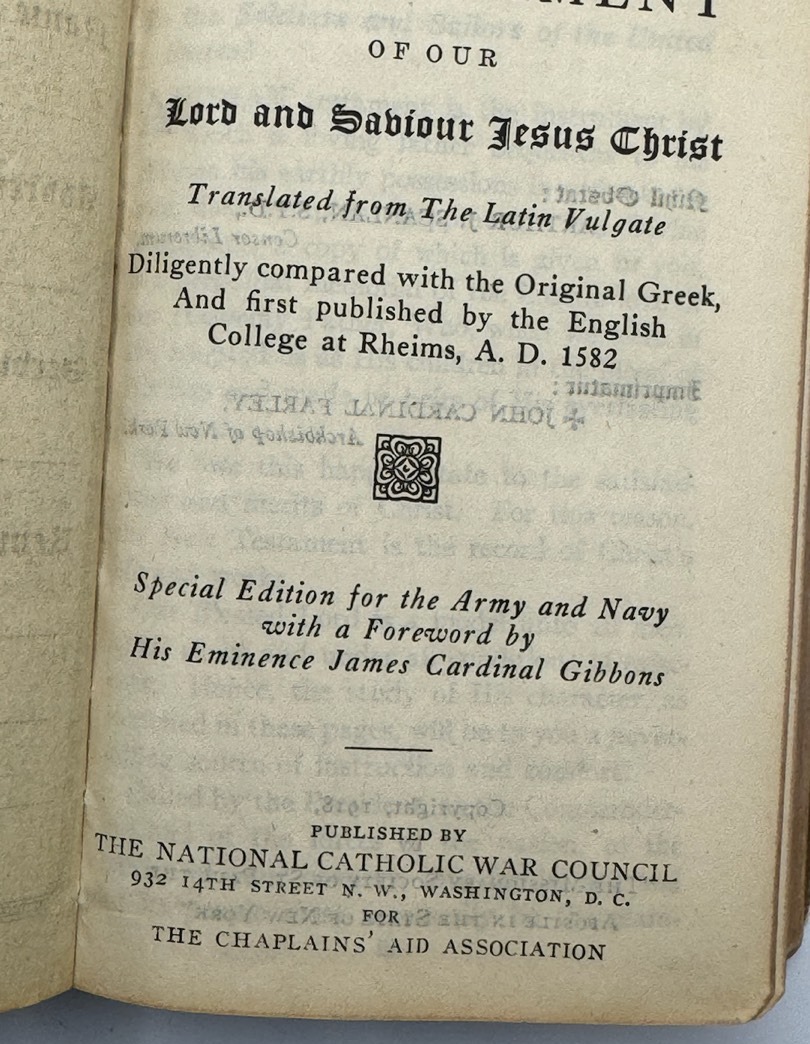 MENT
OF OUR
Lord and Saviour Jesus Christ
Translated from The Latin Vulgate
Diligently compared with the Original Greek,
And first published by the English
College at Rheims, A. D. 1582
Special Edition for the Army and Navy
with a Foreword by
His Eminence James Cardinal Gibbons
PUBLISHED BY
THE NATIONAL CATHOLIC WAR COUNCIL
932 14TH STREET N. W., WASHINGTON, D. C.
FOR
THE CHAPLAINS' AID ASSOCIATION